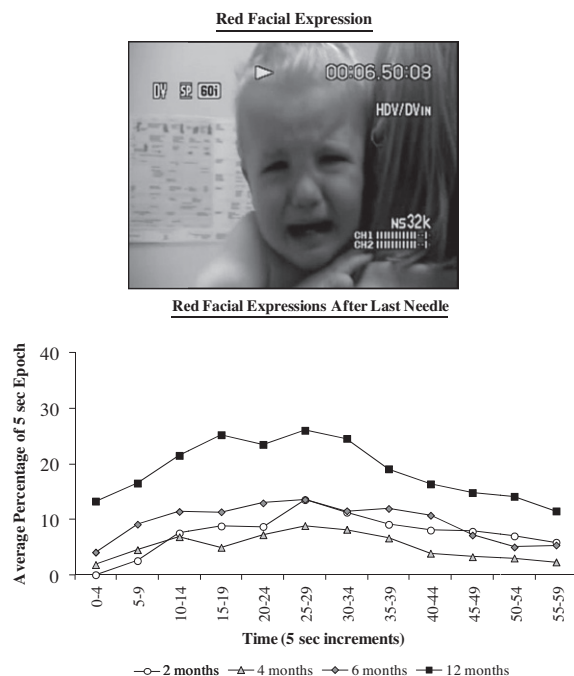 Red Facial Expression
00:06.50:08
DV SP 60i
HDV/DVIN
NS32K
CH1
CH2
Red Facial Expressions After Last Needle
Average Percentage of 5 sec Epoch
40
30
20
10
0
0-4 5-9 10-14 15-19 20-24 25-29 30-34 35-39 40-44 45-49 50-54 55-59
Time (5 sec increments)
2 months 4 months 6 months 12 months